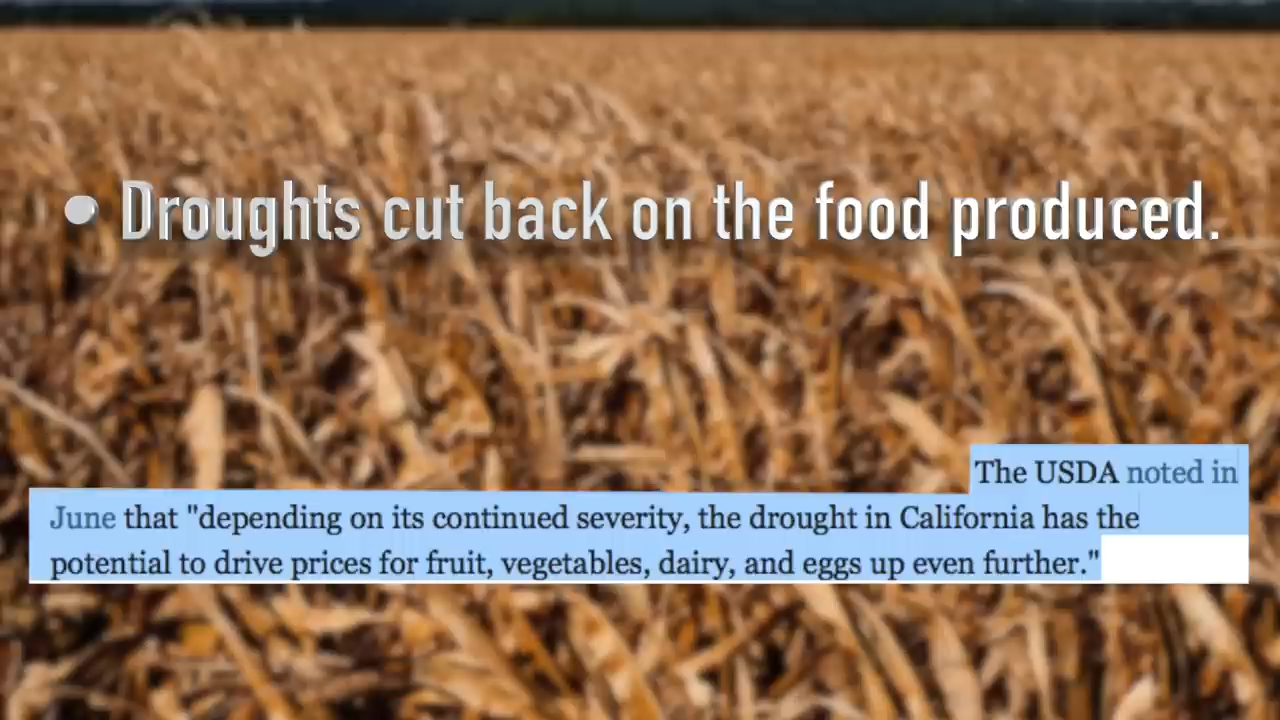 • Droughts cut back on the food produced.
The USDA noted in
June that "depending on its continued severity, the drought in California has the
potential to drive prices for fruit, vegetables, dairy, and eggs up even further."